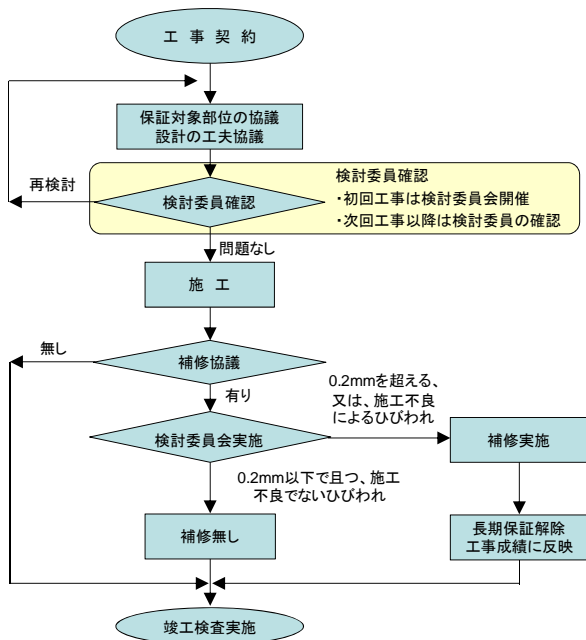 工 事 契 約
保証対象部位の協議
設計の工夫協議
再検討
検討委員確認
検討委員確認
・初回工事は検討委員会開催
・次回工事以降は検討委員の確認
問題なし
施 工
無し
補修協議
有り
0.2mmを超える、
又は、施工不良
によるひびわれ
検討委員会実施
補修実施
0.2mm以下で且つ、施工
不良でないひびわれ
補修無し
長期保証解除
工事成績に反映
竣工検査実施